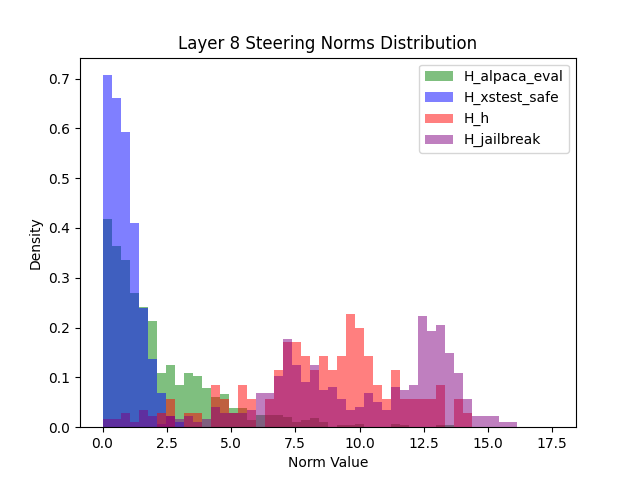 Layer 8 Steering Norms Distribution
H_alpaca_eval
H_xstest_safe
H_h
H_jailbreak
Density
0.7
0.6
0.5
0.4
0.3
0.2
0.1
0.0
0.0 2.5 5.0 7.5 10.0 12.5 15.0 17.5
Norm Value